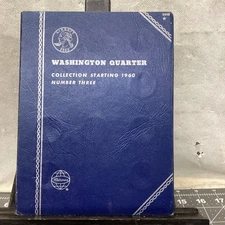 WASHINGTON QUARTER
COLLECTION STARTING 1960
NUMBER THREE